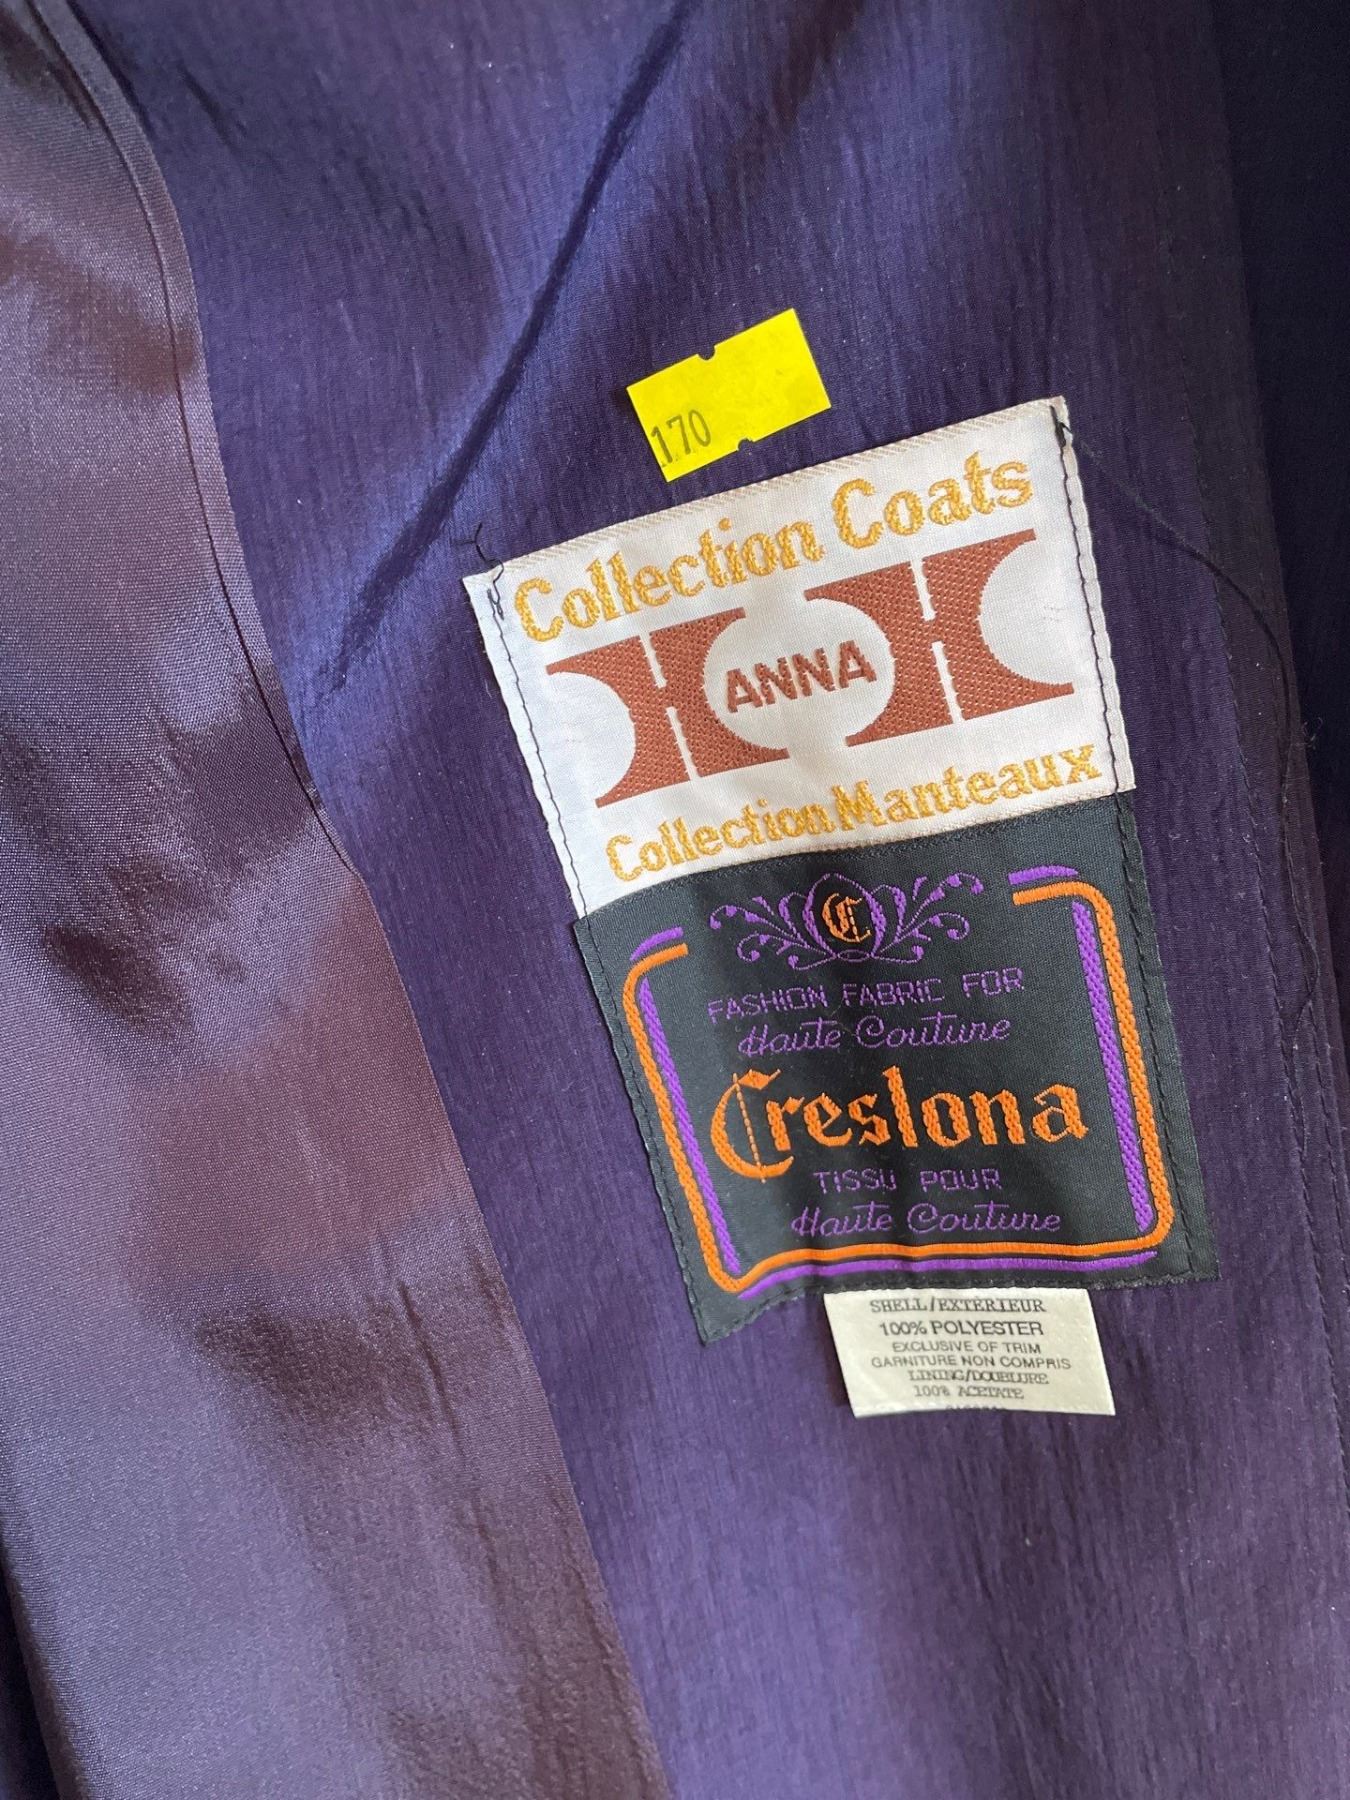 170
Collection Coats
ANNA
Collection Manteaux
C
FASHION FABRIC FOR
Haute Couture
Creslona
TISSU POUR
Haute Couture
SHELL/EXTÉRIEUR
100% POLYESTER
EXCLUSIVE OF TRIM
GARNITURE NON COMPRIS
LINING/DOUBLURE
100% ACETATE